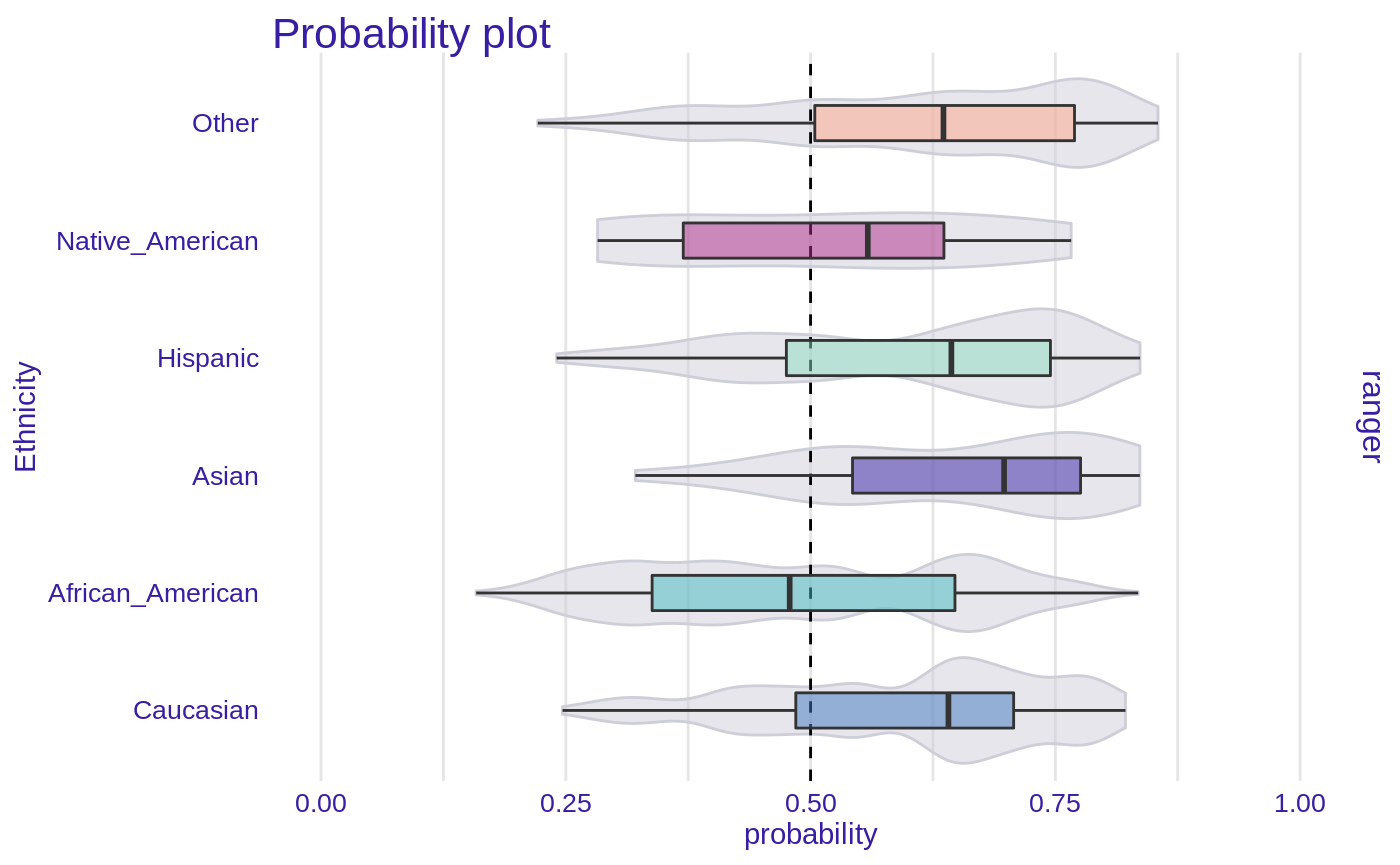 Probability plot
Other
Native_American
Hispanic
Asian
African_American
Caucasian
Ethnicity
ranger
0.00
0.25
0.50
0.75
1.00
probability